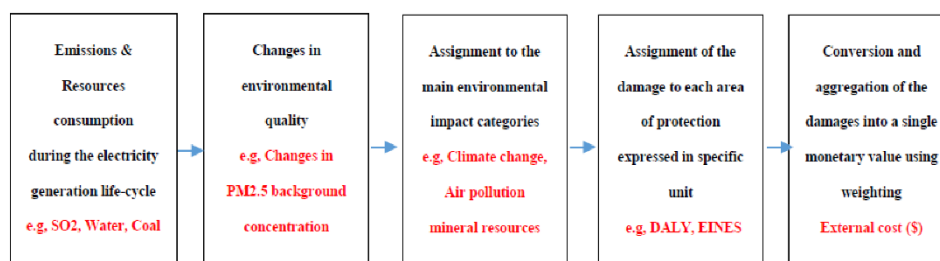 Emissions &
Resources
consumption
during the electricity
generation life-cycle
e.g, SO2, Water, Coal
Changes in
environmental
quality
e.g, Changes in
PM2.5 background
concentration
Assignment to the
main environmental
impact categories
e.g, Climate change,
Air pollution
mineral resources
Assignment of the
damage to each area
of protection
expressed in specific
unit
e.g, DALY, EINES
Conversion and
aggregation of the
damages into a single
monetary value using
weighting
External cost ($)